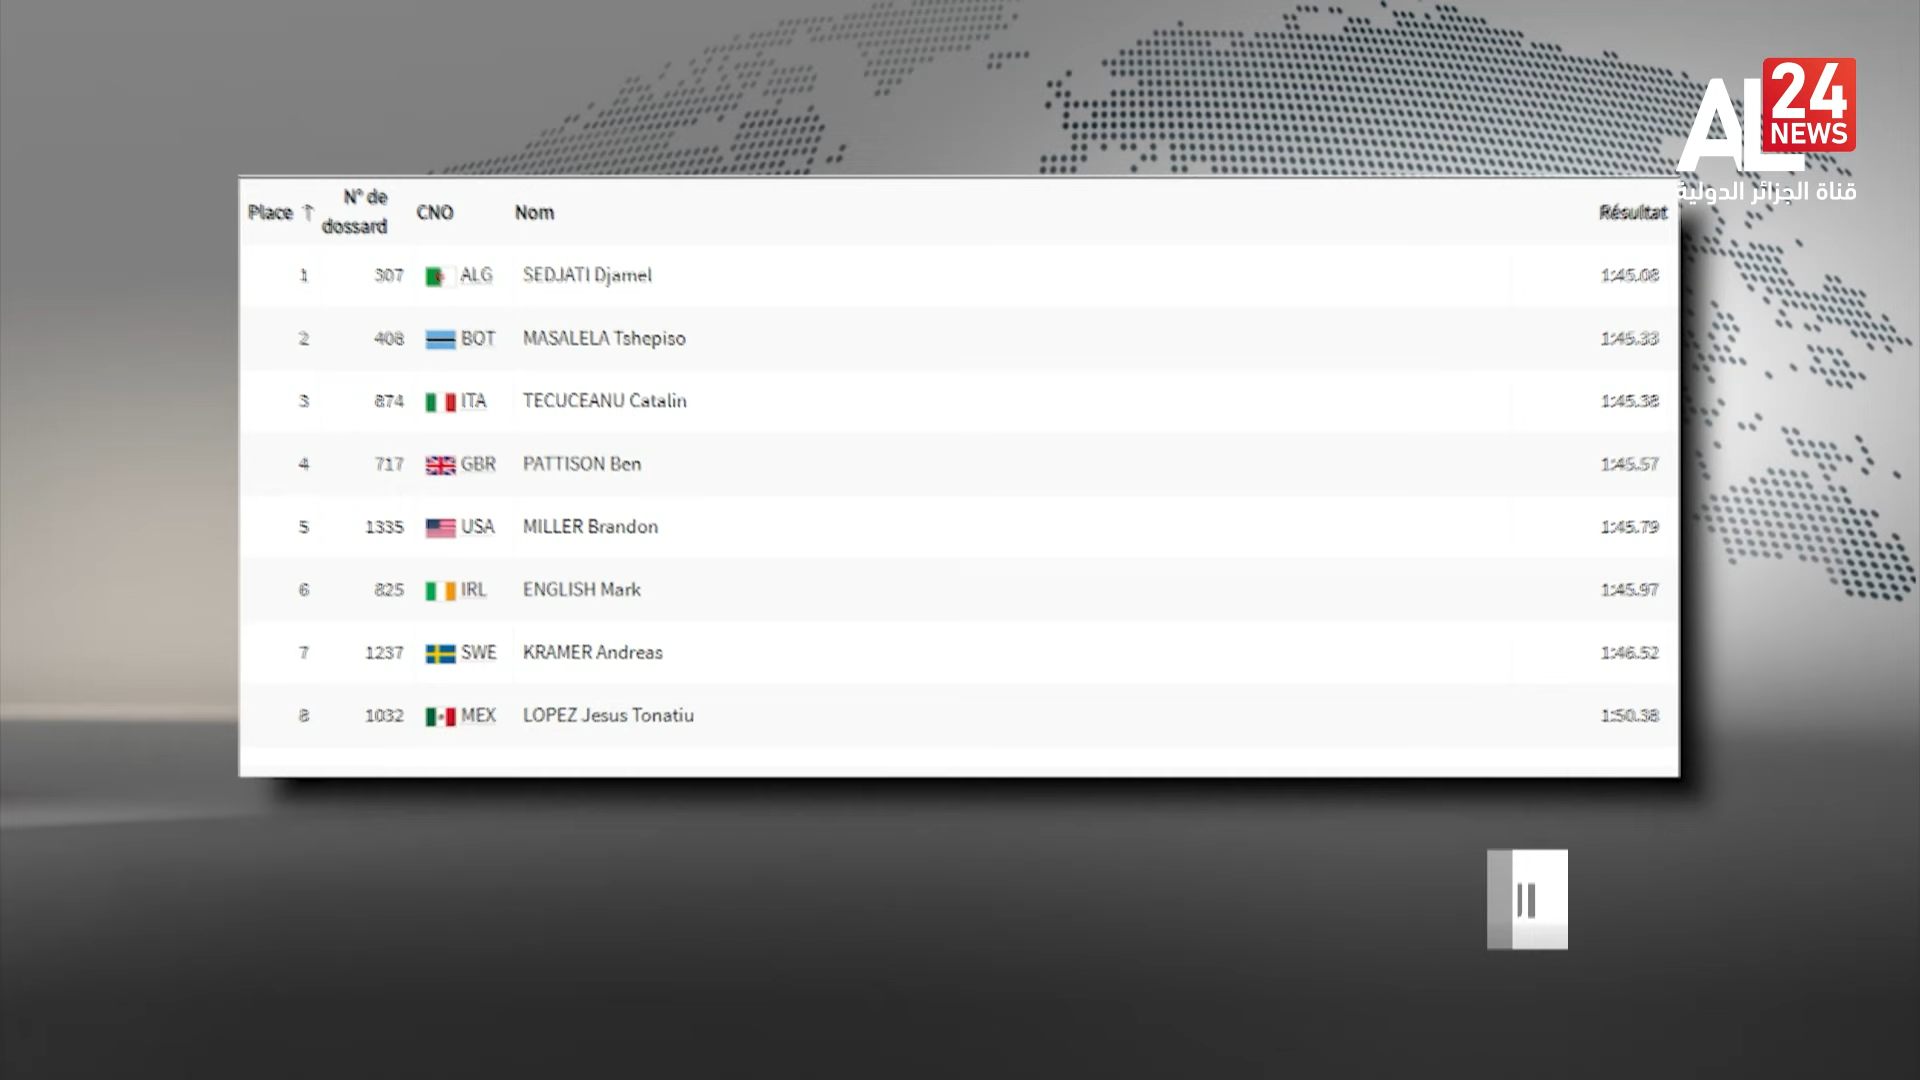 AL
24
NEWS
قناة الجزائر الدولية
Place ↑ N° de dossard CNO Nom Résultat
1 307 ALG SEDJATI Djamel 1:45.08
2 408 BOT MASALELA Tshepiso 1:45.33
3 874 ITA TECUCEANU Catalin 1:45.38
4 717 GBR PATTISON Ben 1:45.57
5 1335 USA MILLER Brandon 1:45.79
6 825 IRL ENGLISH Mark 1:45.97
7 1237 SWE KRAMER Andreas 1:46.52
8 1032 MEX LOPEZ Jesus Tonatiu 1:50.38